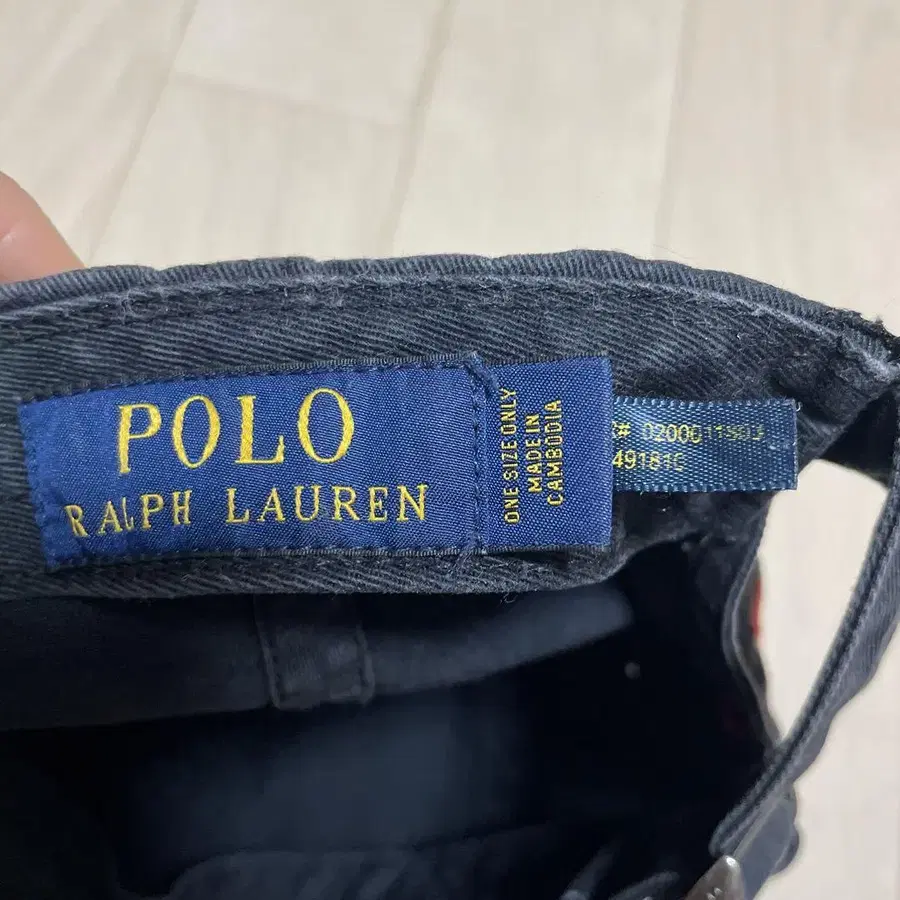 POLO
RALPH LAUREN
ONE SIZE ONLY
MADE IN
CAMBODIA